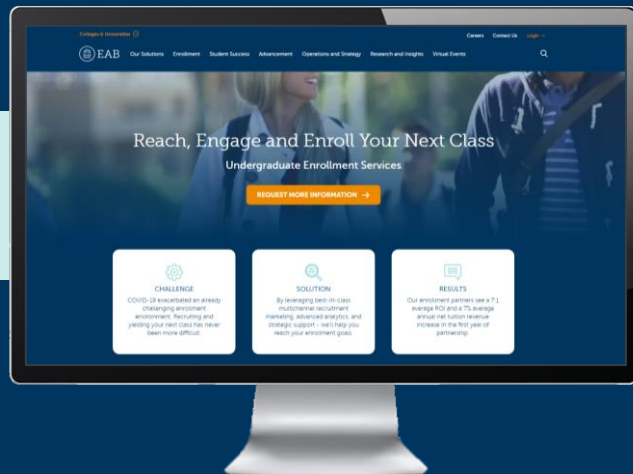 Colleges & Universities
Careers Contact Us Login
EAB Our Solutions Enrollment Student Success Advancement Operations and Strategy Research and Insights Virtual Events
Reach, Engage and Enroll Your Next Class
Undergraduate Enrollment Services
REQUEST MORE INFORMATION →
CHALLENGE
COVID-19 exacerbated an already
challenging enrollment
environment. Recruiting and
yielding your next class has never
been more difficult.
SOLUTION
By leveraging best-in-class
multichannel recruitment
marketing, advanced analytics, and
strategic support - we'll help you
reach your enrollment goals.
RESULTS
Our enrollment partners see a 7:1
average ROI and a 7% average
annual net tuition revenue
increase in the first year of
partnership.